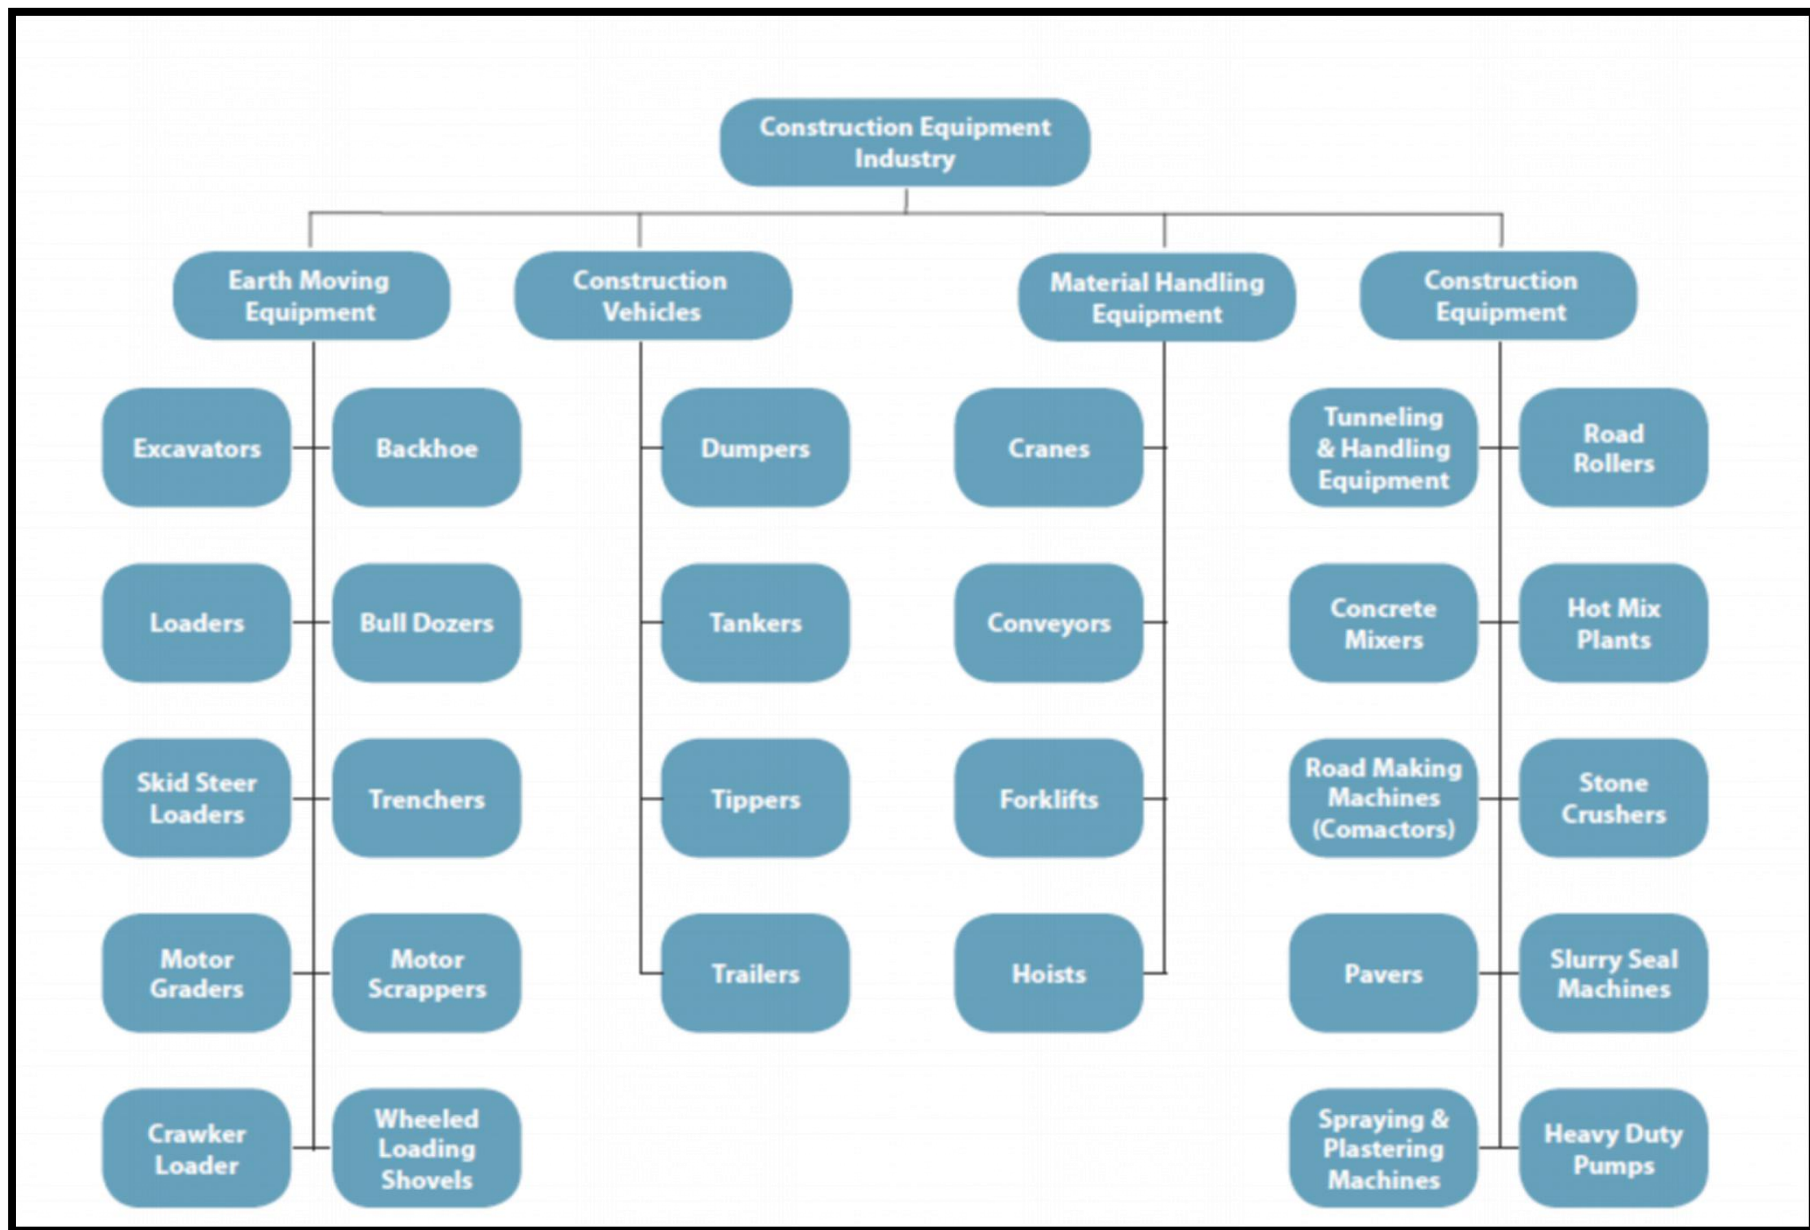 Construction Equipment
Industry
Earth Moving
Equipment
Construction
Vehicles
Material Handling
Equipment
Construction
Equipment
Excavators
Backhoe
Dumpers
Cranes
Tunneling
& Handling
Equipment
Road
Rollers
Loaders
Bull Dozers
Tankers
Conveyors
Concrete
Mixers
Hot Mix
Plants
Skid Steer
Loaders
Trenchers
Tippers
Forklifts
Road Making
Machines
(Comactors)
Stone
Crushers
Motor
Graders
Motor
Scrappers
Trailers
Hoists
Pavers
Slurry Seal
Machines
Crawker
Loader
Wheeled
Loading
Shovels
Spraying &
Plastering
Machines
Heavy Duty
Pumps